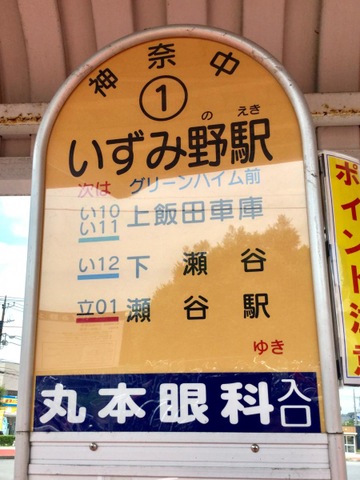 神奈中
①
のえき
いずみ野駅
次は グリーンハイム前
い10
い11 上飯田車庫
い12 下瀬谷
立01 瀬谷駅
ゆき
丸本眼科 入口
ポイント注意